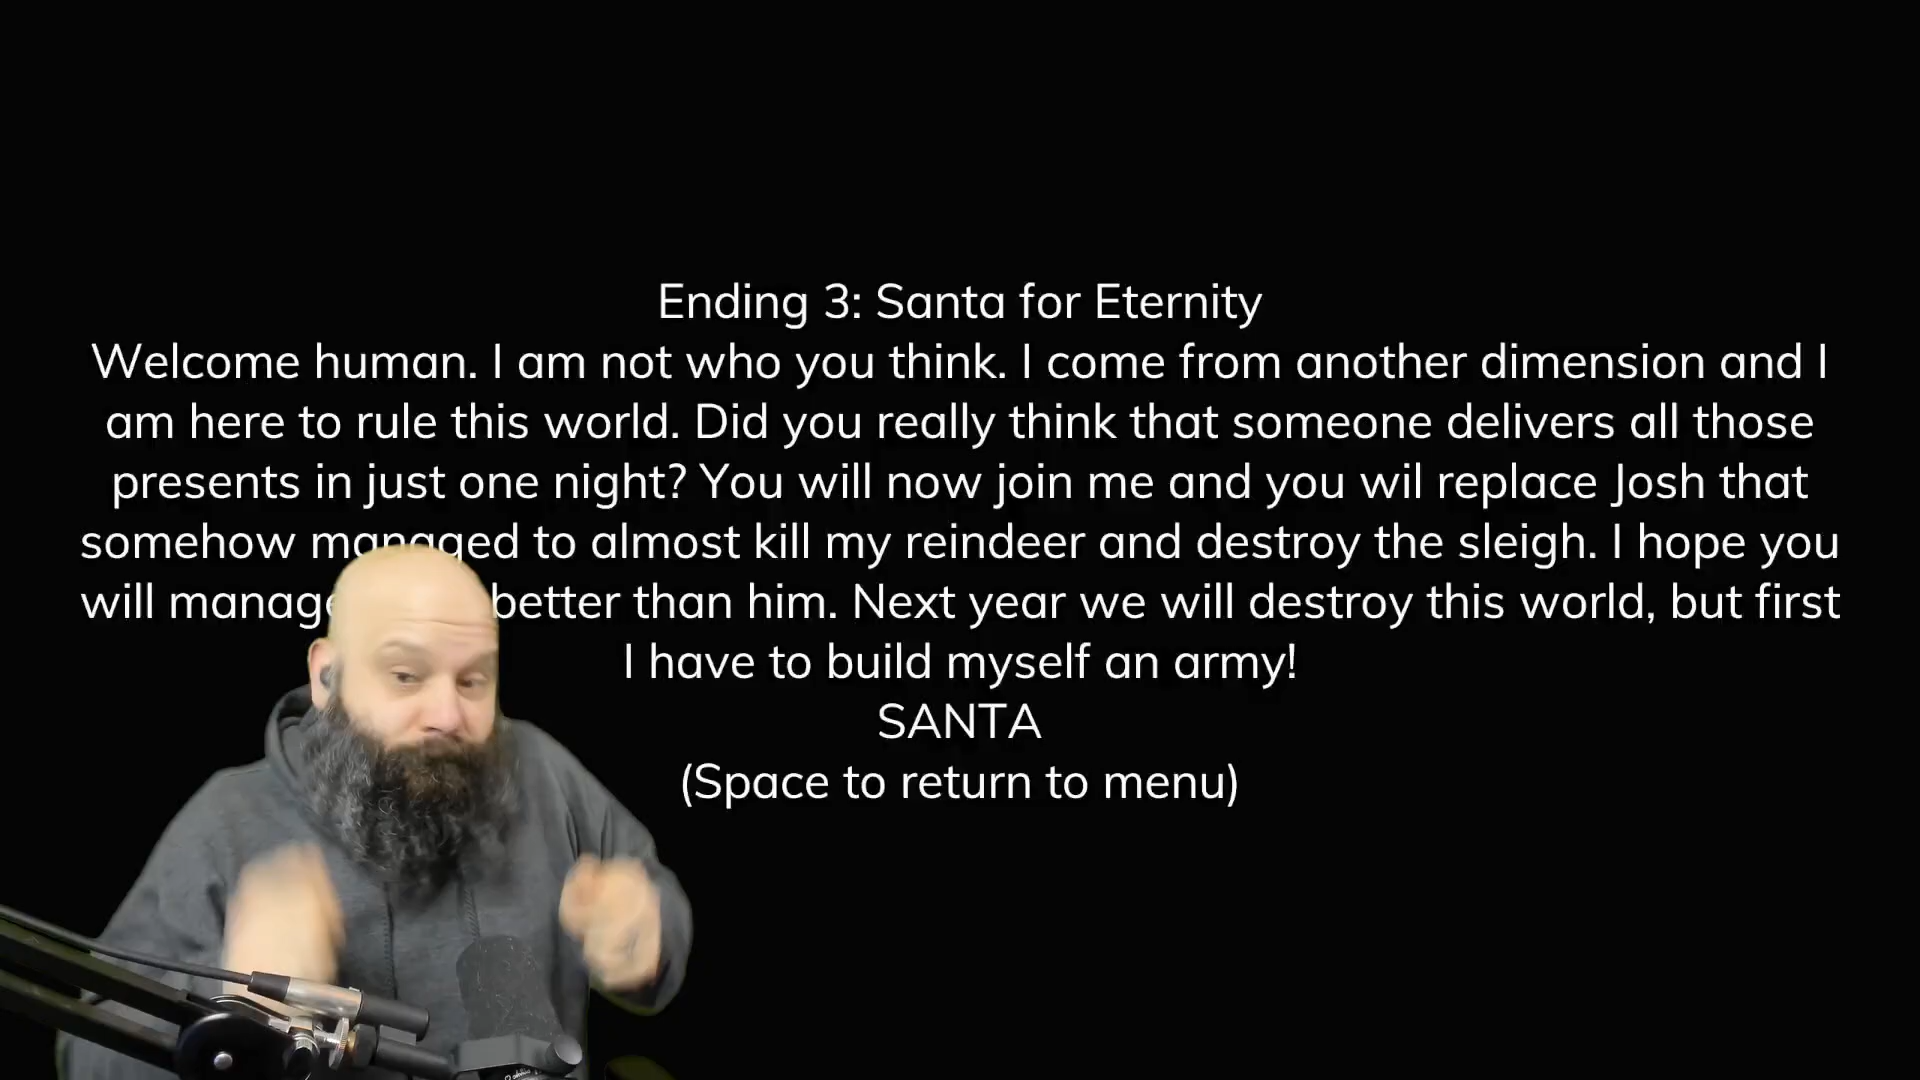 Ending 3: Santa for Eternity
Welcome human. I am not who you think. I come from another dimension and I
am here to rule this world. Did you really think that someone delivers all those
presents in just one night? You will now join me and you wil replace Josh that
somehow managed to almost kill my reindeer and destroy the sleigh. I hope you
will manage better than him. Next year we will destroy this world, but first
I have to build myself an army!
SANTA
(Space to return to menu)